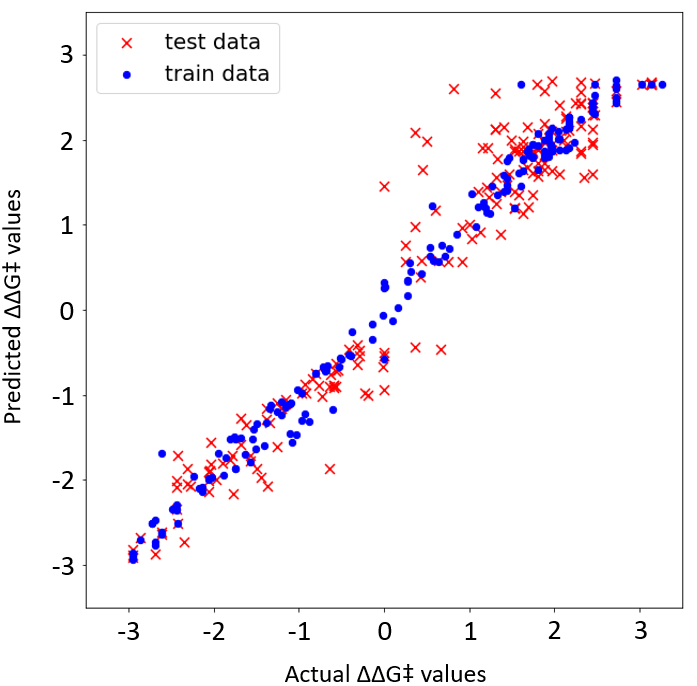 test data
train data
3
2
1
0
-1
-2
-3
Predicted ΔΔG‡ values
-3 -2 -1 0 1 2 3
Actual ΔΔG‡ values